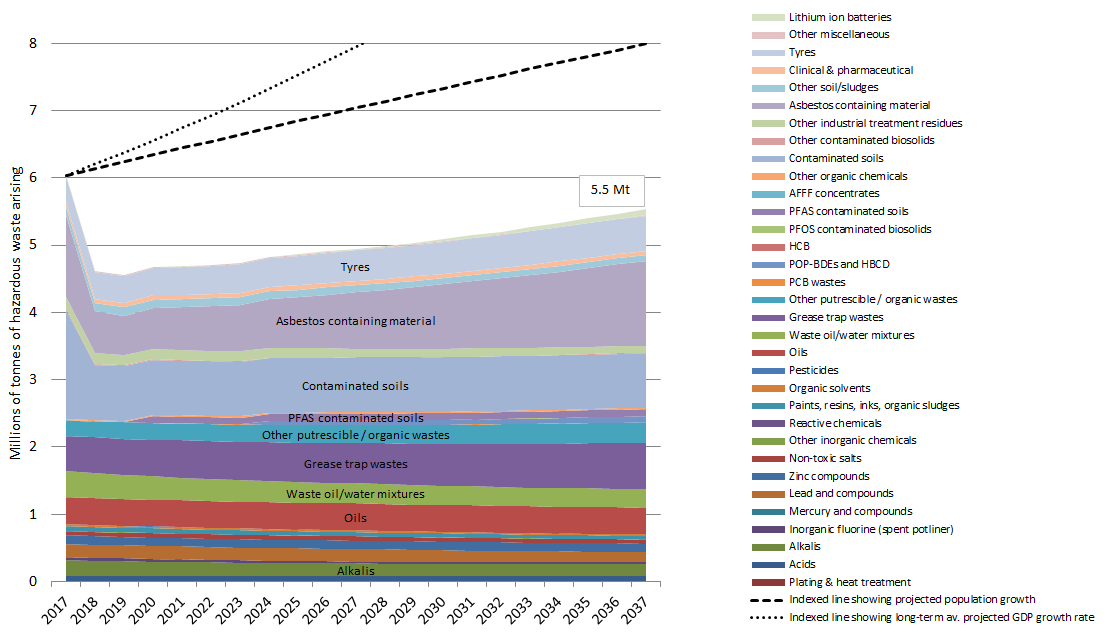 Millions of tonnes of hazardous waste arising
8
7
6
5
4
3
2
1
0
5.5 Mt
Tyres
Asbestos containing material
Contaminated soils
PFAS contaminated soils
Other putrescible / organic wastes
Grease trap wastes
Waste oil/water mixtures
Oils
Alkalis
2017 2018 2019 2020 2021 2022 2023 2024 2025 2026 2027 2028 2029 2030 2031 2032 2033 2034 2035 2036 2037
Lithium ion batteries
Other miscellaneous
Tyres
Clinical & pharmaceutical
Other soil/sludges
Asbestos containing material
Other industrial treatment residues
Other contaminated biosolids
Contaminated soils
Other organic chemicals
AFFF concentrates
PFAS contaminated soils
PFOS contaminated biosolids
HCB
POP-BDEs and HBCD
PCB wastes
Other putrescible / organic wastes
Grease trap wastes
Waste oil/water mixtures
Oils
Pesticides
Organic solvents
Paints, resins, inks, organic sludges
Reactive chemicals
Other inorganic chemicals
Non-toxic salts
Zinc compounds
Lead and compounds
Mercury and compounds
Inorganic fluorine (spent potliner)
Alkalis
Acids
Plating & heat treatment
Indexed line showing projected population growth
Indexed line showing long-term av. projected GDP growth rate